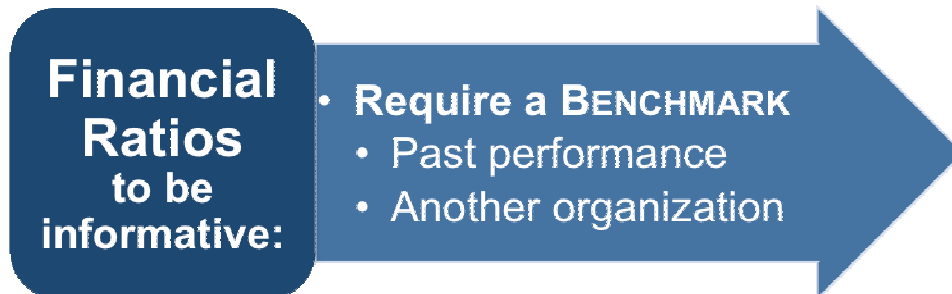 Financial
Ratios
to be
informative:
• Require a BENCHMARK
• Past performance
• Another organization